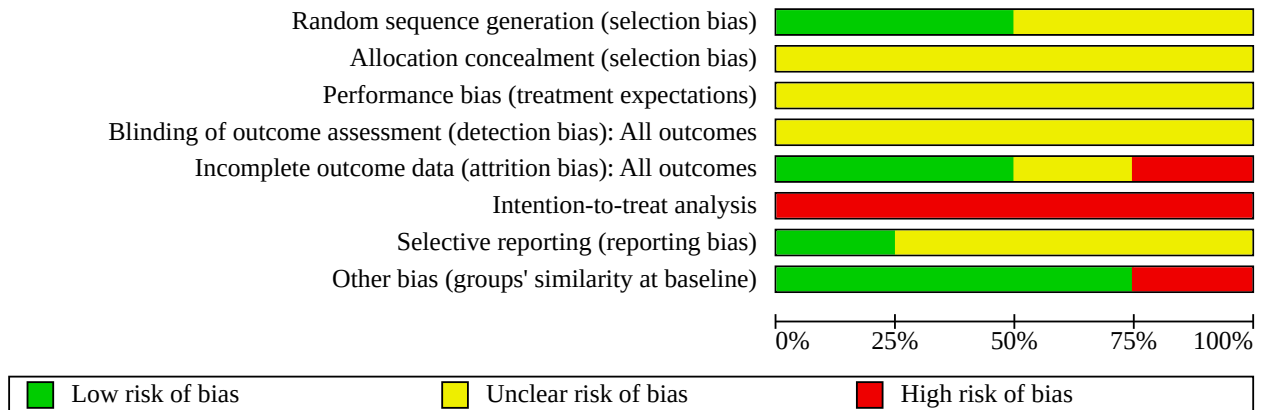 Random sequence generation (selection bias)
Allocation concealment (selection bias)
Performance bias (treatment expectations)
Blinding of outcome assessment (detection bias): All outcomes
Incomplete outcome data (attrition bias): All outcomes
Intention-to-treat analysis
Selective reporting (reporting bias)
Other bias (groups' similarity at baseline)
0% 25% 50% 75% 100%
Low risk of bias Unclear risk of bias High risk of bias